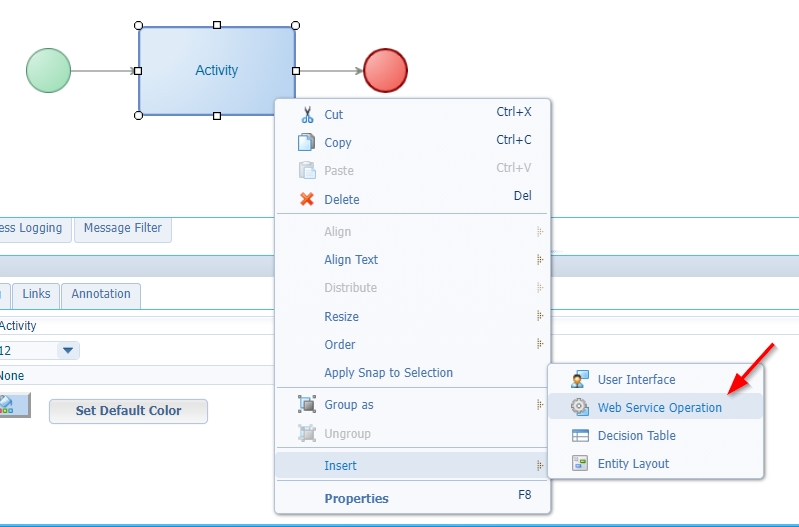 Activity
Cut Ctrl+X
Copy Ctrl+C
Paste Ctrl+V
Delete Del
ess Logging Message Filter
Align
Align Text
Distribute
Links Annotation
Resize
Activity
Order
12
Apply Snap to Selection
None
User Interface
Group as
Web Service Operation
Set Default Color
Ungroup
Decision Table
Insert
Entity Layout
Properties F8